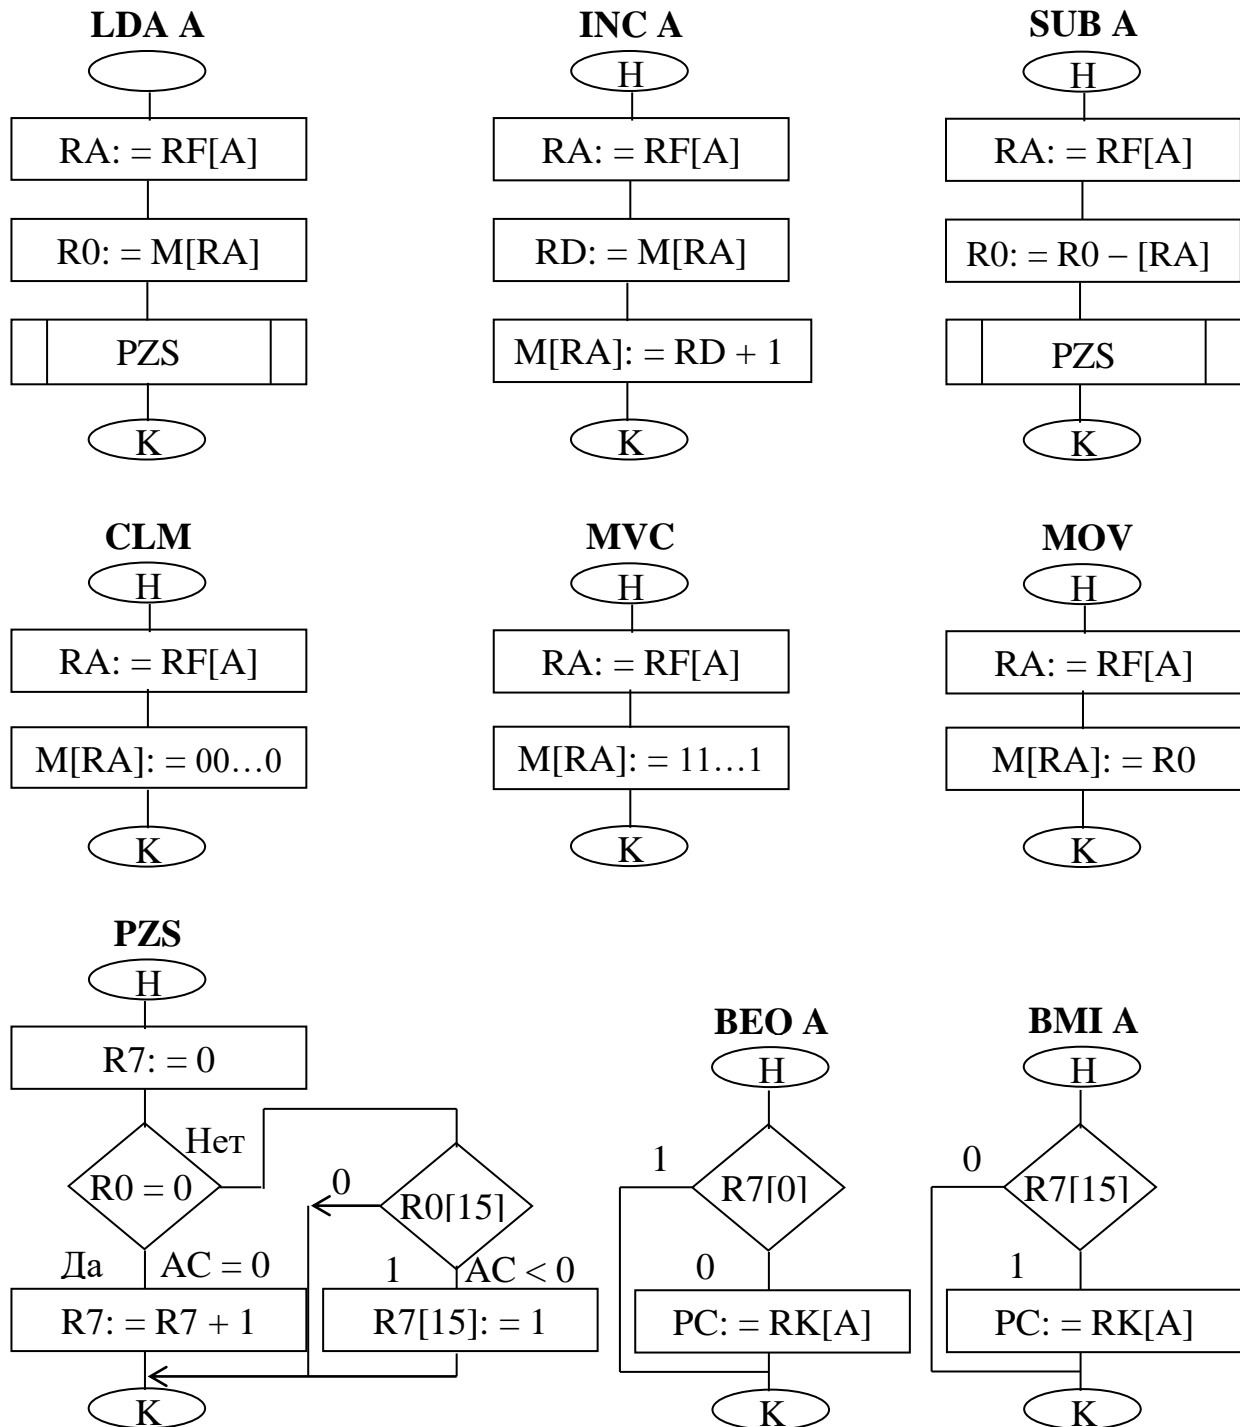 LDA A
RA: = RF[A]
R0: = M[RA]
PZS
K
INC A
H
RA: = RF[A]
RD: = M[RA]
M[RA]: = RD + 1
K
SUB A
H
RA: = RF[A]
R0: = R0 – [RA]
PZS
K
CLM
H
RA: = RF[A]
M[RA]: = 00…0
K
MVC
H
RA: = RF[A]
M[RA]: = 11…1
K
MOV
H
RA: = RF[A]
M[RA]: = R0
K
PZS
H
R7: = 0
R0 = 0
Нет
Да
AC = 0
R7: = R7 + 1
R0[15]
0
1
AC < 0
R7[15]: = 1
K
BEO A
H
R7[0]
1
0
PC: = RK[A]
K
BMI A
H
R7[15]
0
1
PC: = RK[A]
K